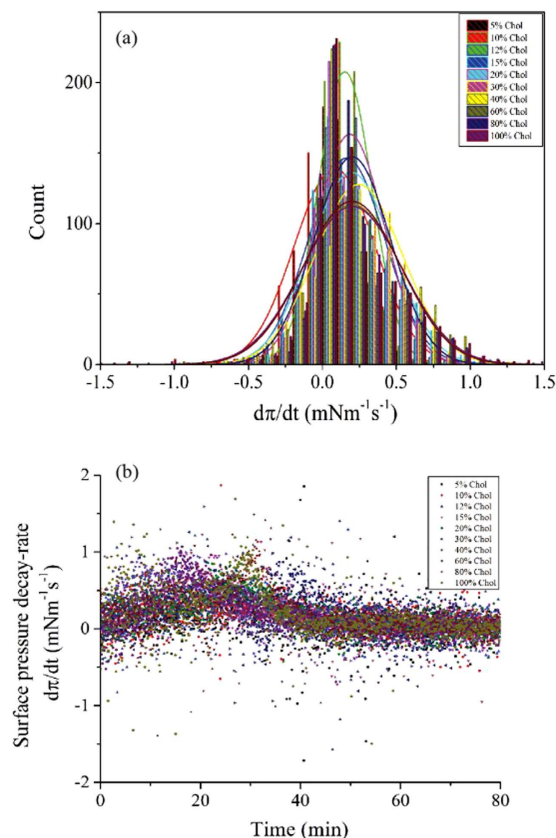 (a)
5% Chol
10% Chol
12% Chol
15% Chol
20% Chol
30% Chol
40% Chol
60% Chol
80% Chol
100% Chol
200
100
0
Count
-1.5 -1.0 -0.5 0.0 0.5 1.0 1.5
dπ/dt (mNm⁻¹s⁻¹)
(b)
5% Chol
10% Chol
12% Chol
15% Chol
20% Chol
30% Chol
40% Chol
60% Chol
80% Chol
100% Chol
2
1
0
-1
-2
Surface pressure decay-rate
dπ/dt (mNm⁻¹s⁻¹)
0 20 40 60 80
Time (min)